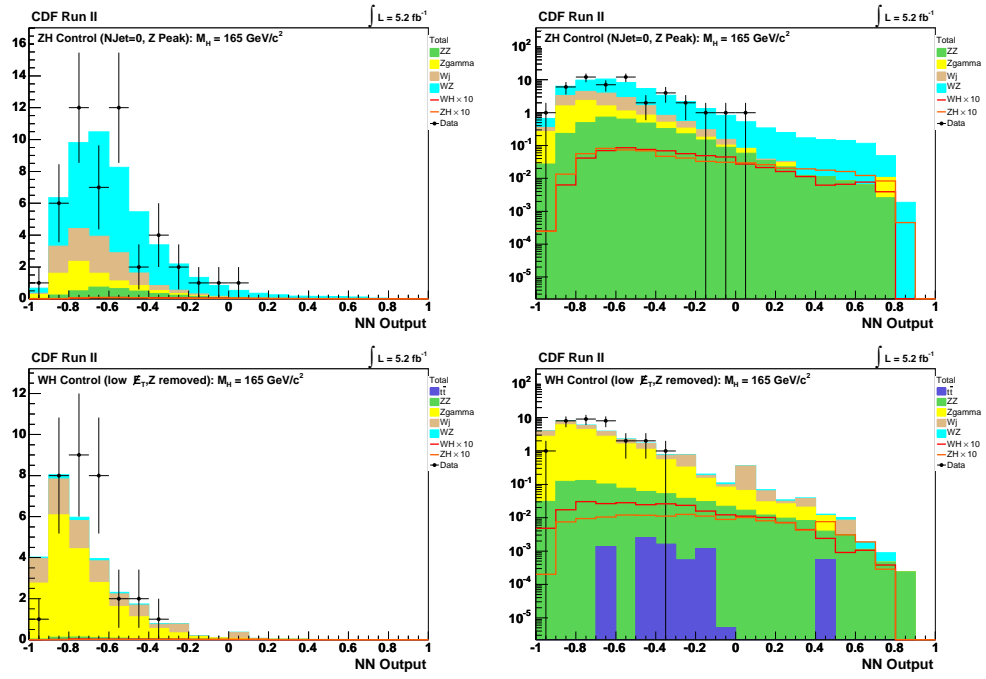 CDF Run II ∫ L = 5.2 fb⁻¹
ZH Control (NJet=0, Z Peak): M_H = 165 GeV/c²
Total
ZZ
Zgamma
Wj
WZ
WH × 10
ZH × 10
Data
16
14
12
10
8
6
4
2
0
-1 -0.8 -0.6 -0.4 -0.2 0 0.2 0.4 0.6 0.8 1
NN Output
CDF Run II ∫ L = 5.2 fb⁻¹
ZH Control (NJet=0, Z Peak): M_H = 165 GeV/c²
Total
ZZ
Zgamma
Wj
WZ
WH × 10
ZH × 10
Data
10²
10
1
10⁻¹
10⁻²
10⁻³
10⁻⁴
10⁻⁵
-1 -0.8 -0.6 -0.4 -0.2 0 0.2 0.4 0.6 0.8 1
NN Output
CDF Run II ∫ L = 5.2 fb⁻¹
WH Control (low E̸_T,Z removed): M_H = 165 GeV/c²
Total
tt̄
ZZ
Zgamma
Wj
WZ
WH × 10
ZH × 10
Data
12
10
8
6
4
2
0
-1 -0.8 -0.6 -0.4 -0.2 0 0.2 0.4 0.6 0.8 1
NN Output
CDF Run II ∫ L = 5.2 fb⁻¹
WH Control (low E̸_T,Z removed): M_H = 165 GeV/c²
Total
tt̄
ZZ
Zgamma
Wj
WZ
WH × 10
ZH × 10
Data
10²
10
1
10⁻¹
10⁻²
10⁻³
10⁻⁴
10⁻⁵
-1 -0.8 -0.6 -0.4 -0.2 0 0.2 0.4 0.6 0.8 1
NN Output